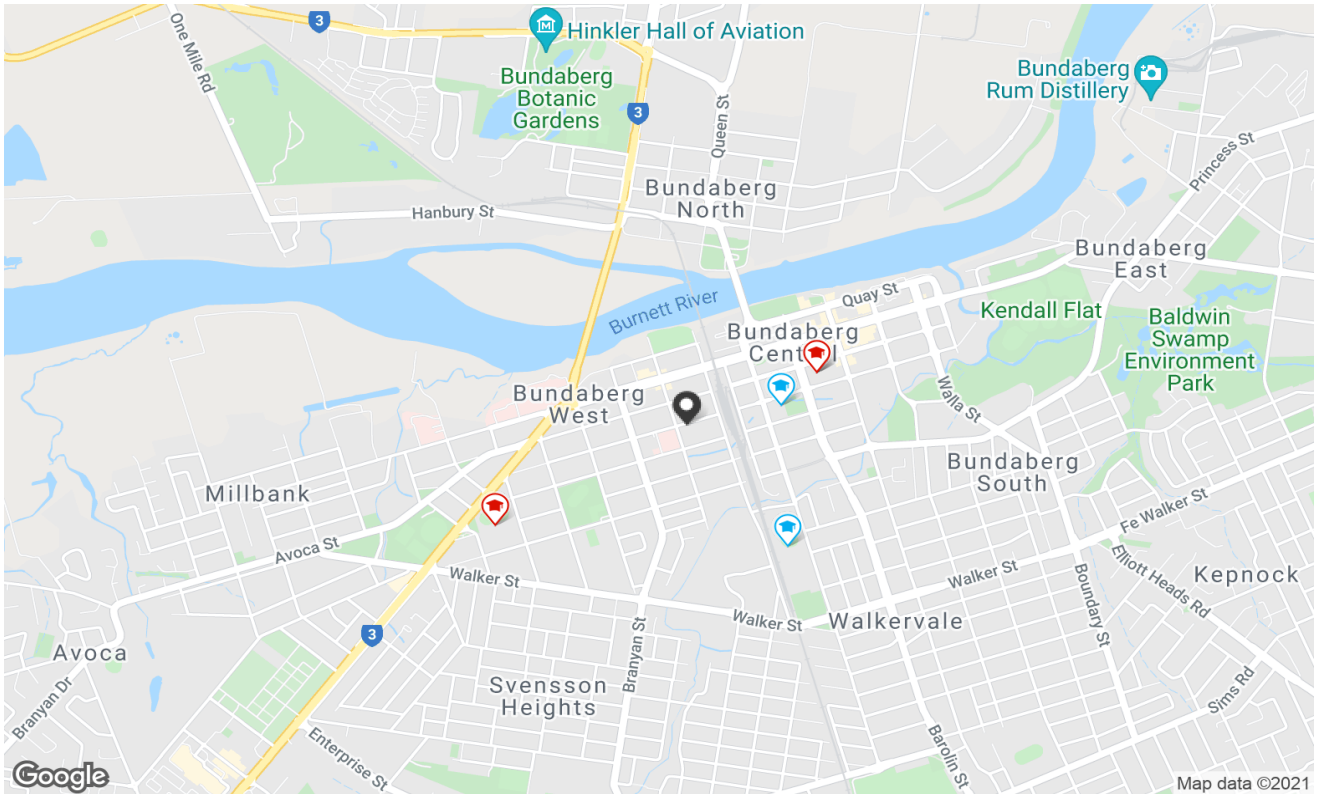 3
One Mile Rd
Hinkler Hall of Aviation
Bundaberg
Botanic
Gardens
3
Queen St
Bundaberg
Rum Distillery
Princess St
Bundaberg
North
Hanbury St
Bundaberg
East
Burnett River
Quay St
Kendall Flat
Baldwin
Swamp
Environment
Park
Bundaberg
Central
Bundaberg
West
Walla St
Bundaberg
South
Millbank
Fe Walker St
Avoca St
Walker St
Walker St
Elliott Heads Rd
Kepnock
Boundary St
Walker St
Walkervale
3
Avoca
Branyan St
Branyan Dr
Svensson
Heights
Sims Rd
Barolin St
Enterprise St
Google
Map data ©2021